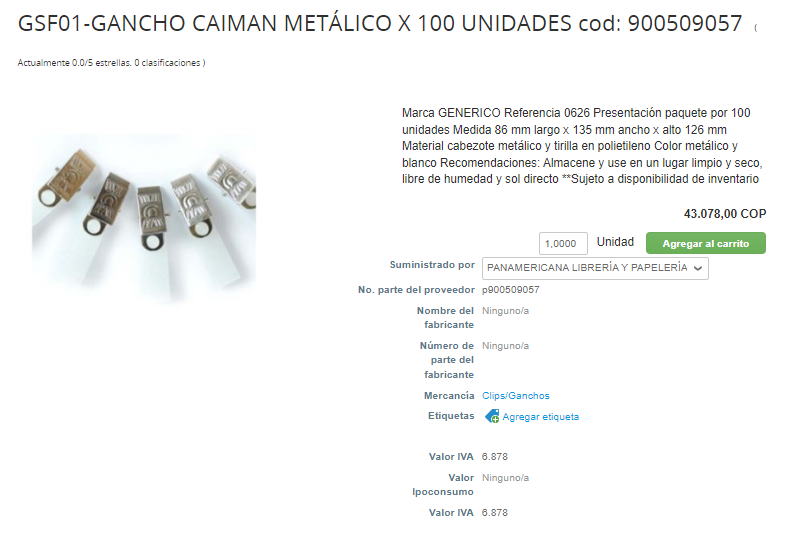 GSF01-GANCHO CAIMAN METÁLICO X 100 UNIDADES cod: 900509057 (
Actualmente 0.0/5 estrellas. 0 clasificaciones )
Marca GENERICO Referencia 0626 Presentación paquete por 100
unidades Medida 86 mm largo x 135 mm ancho x alto 126 mm
Material cabezote metálico y tirilla en polietileno Color metálico y
blanco Recomendaciones: Almacene y use en un lugar limpio y seco,
libre de humedad y sol directo **Sujeto a disponibilidad de inventario
43.078,00 COP
1,0000 Unidad Agregar al carrito
Suministrado por PANAMERICANA LIBRERÍA Y PAPELERÍA
No. parte del proveedor p900509057
Nombre del Ninguno/a
fabricante
Número de Ninguno/a
parte del
fabricante
Mercancía Clips/Ganchos
Etiquetas Agregar etiqueta
Valor IVA 6.878
Valor Ninguno/a
Ipoconsumo
Valor IVA 6.878